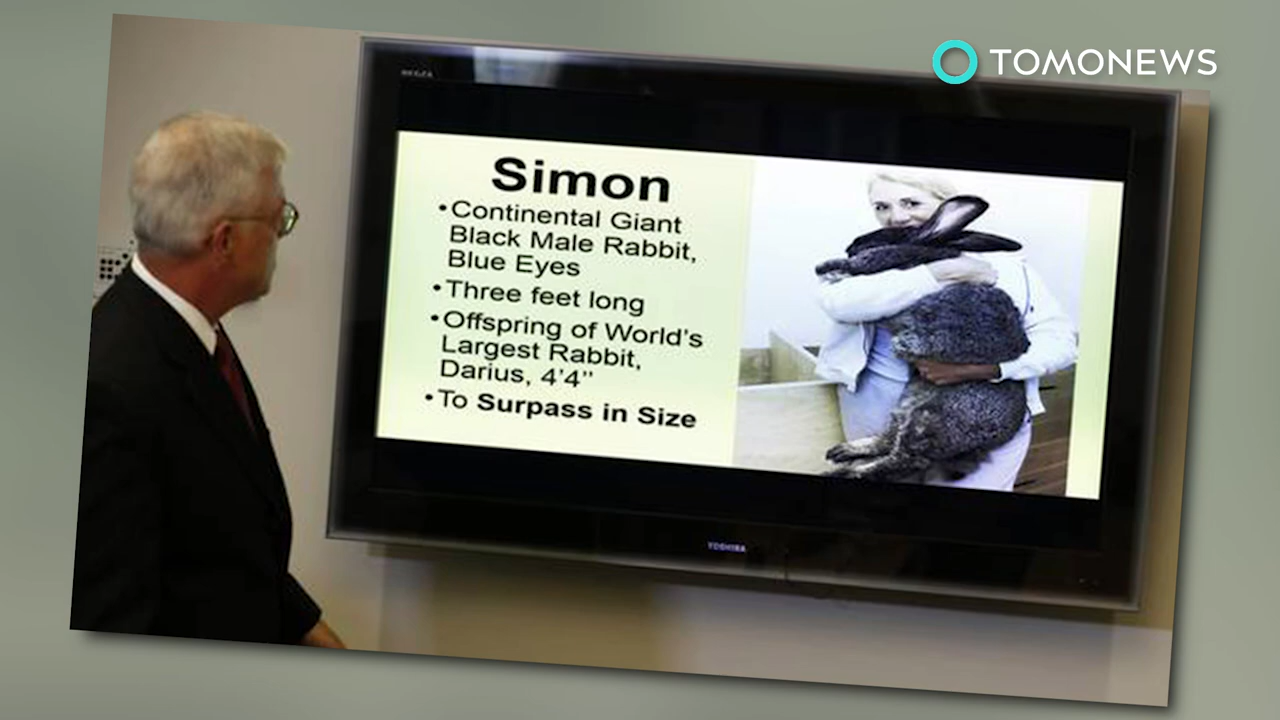 TOMONEWS
REGZA
Simon
•Continental Giant
Black Male Rabbit,
Blue Eyes
•Three feet long
•Offspring of World's
Largest Rabbit,
Darius, 4'4"
•To Surpass in Size
TOSHIBA